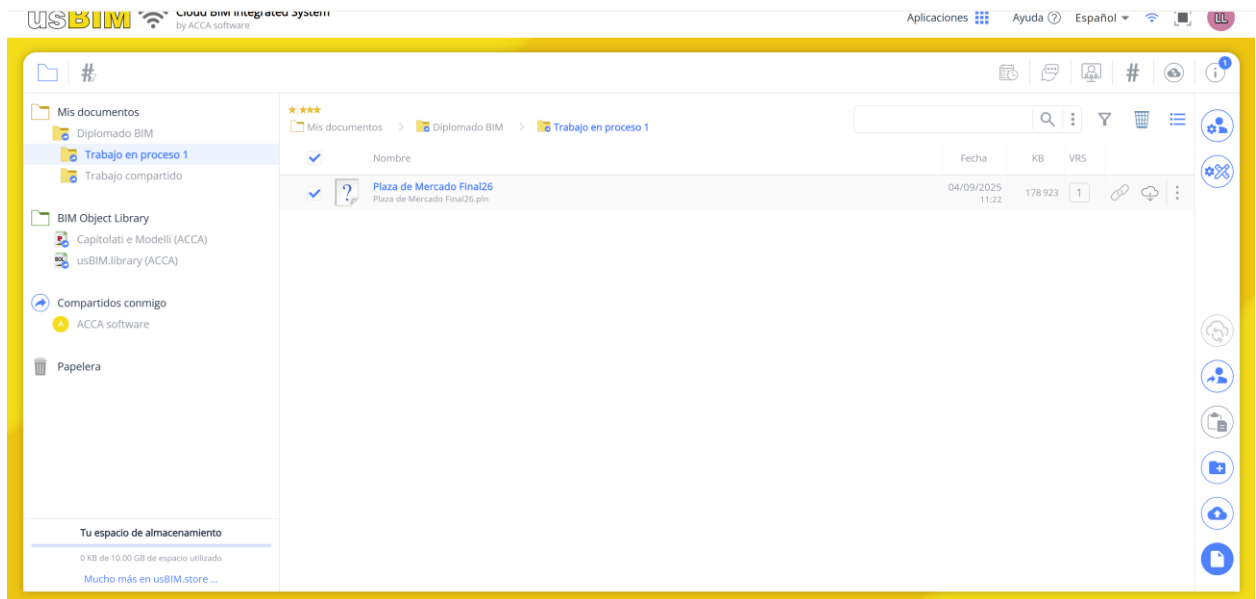 usBIM
Cloud BIM Integrated System
by ACCA software
Aplicaciones
Ayuda
Español
LL
#
#
1
Mis documentos
Diplomado BIM
Trabajo en proceso 1
Trabajo compartido
BIM Object Library
Capitolati e Modelli (ACCA)
usBIM.library (ACCA)
Compartidos conmigo
A ACCA software
Papelera
Tu espacio de almacenamiento
0 KB de 10.00 GB de espacio utilizado
Mucho más en usBIM.store ...
Mis documentos > Diplomado BIM > Trabajo en proceso 1
Nombre
Fecha
KB
VRS
? Plaza de Mercado Final26
Plaza de Mercado Final26.pln
04/09/2025
11:22
178 923
1